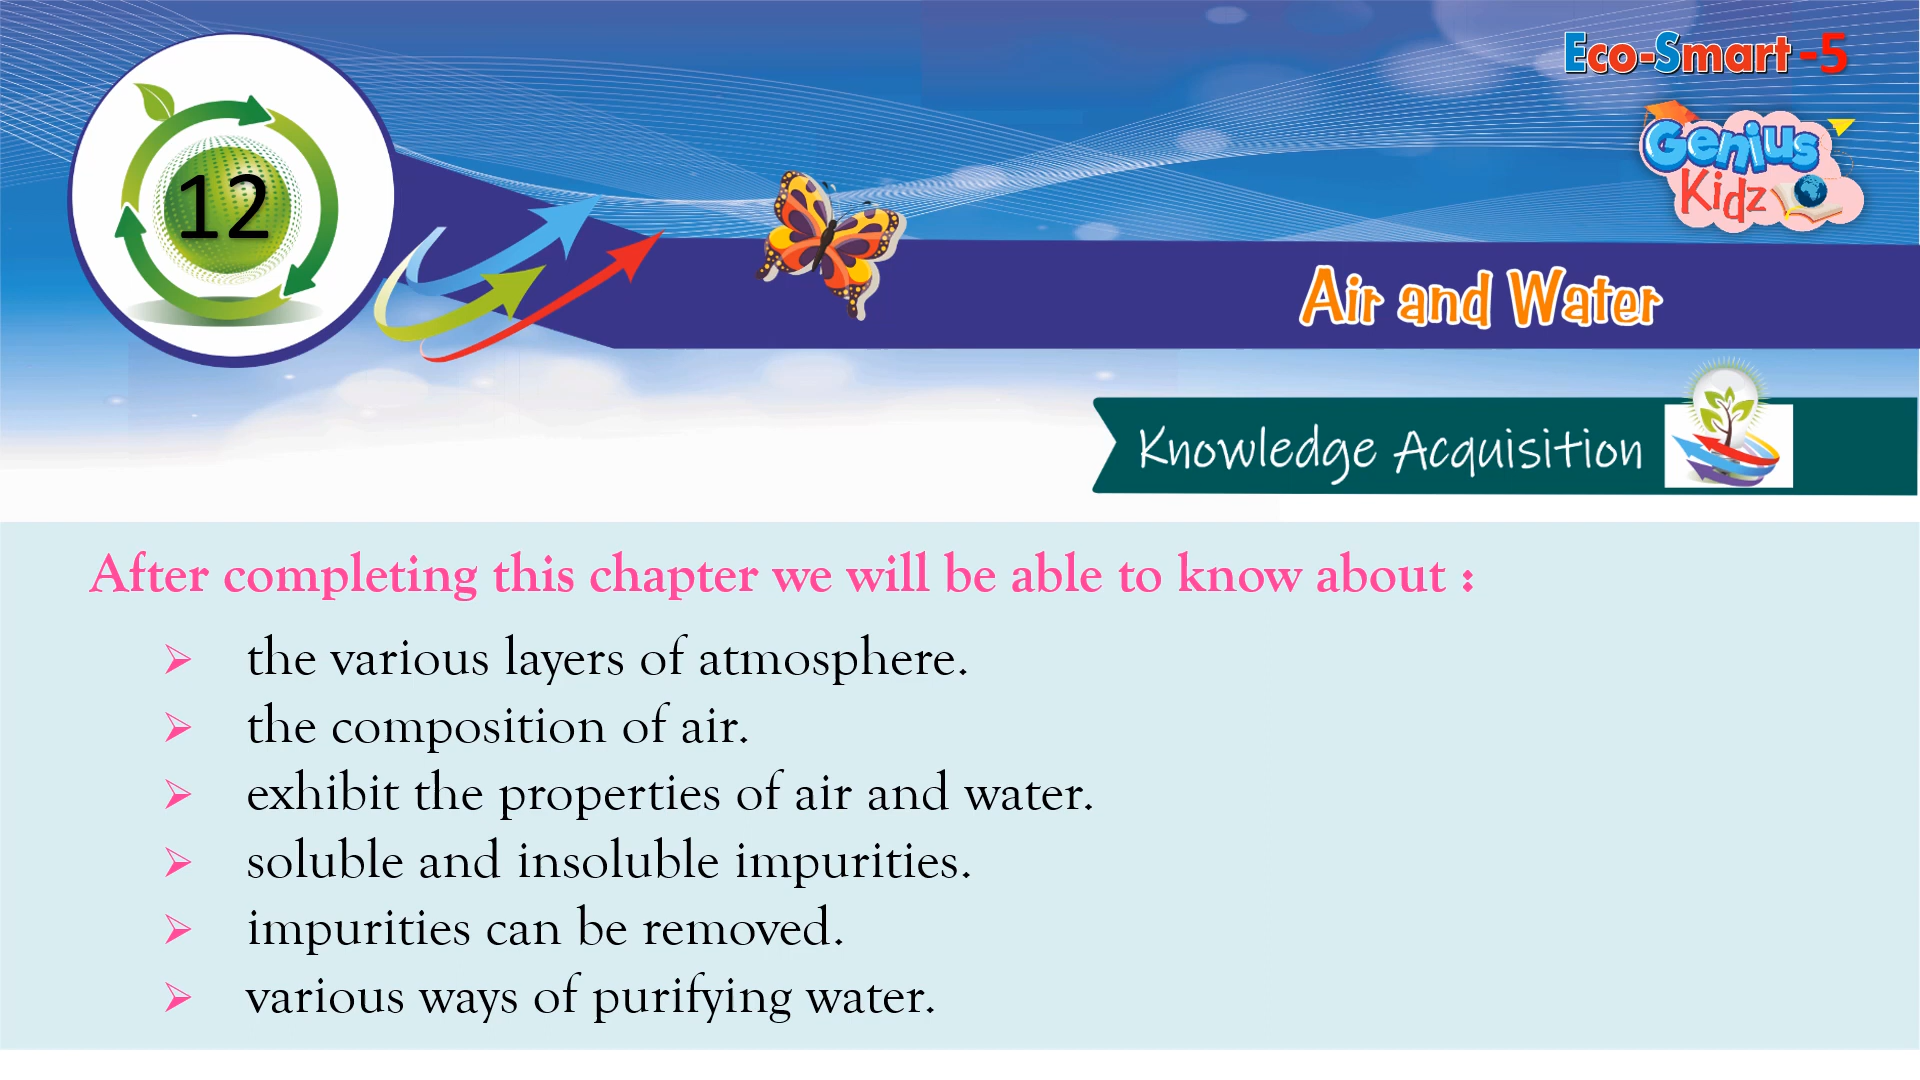 Eco-Smart -5
Genius
Kidz
12
Air and Water
Knowledge Acquisition
After completing this chapter we will be able to know about :
the various layers of atmosphere.
the composition of air.
exhibit the properties of air and water.
soluble and insoluble impurities.
impurities can be removed.
various ways of purifying water.